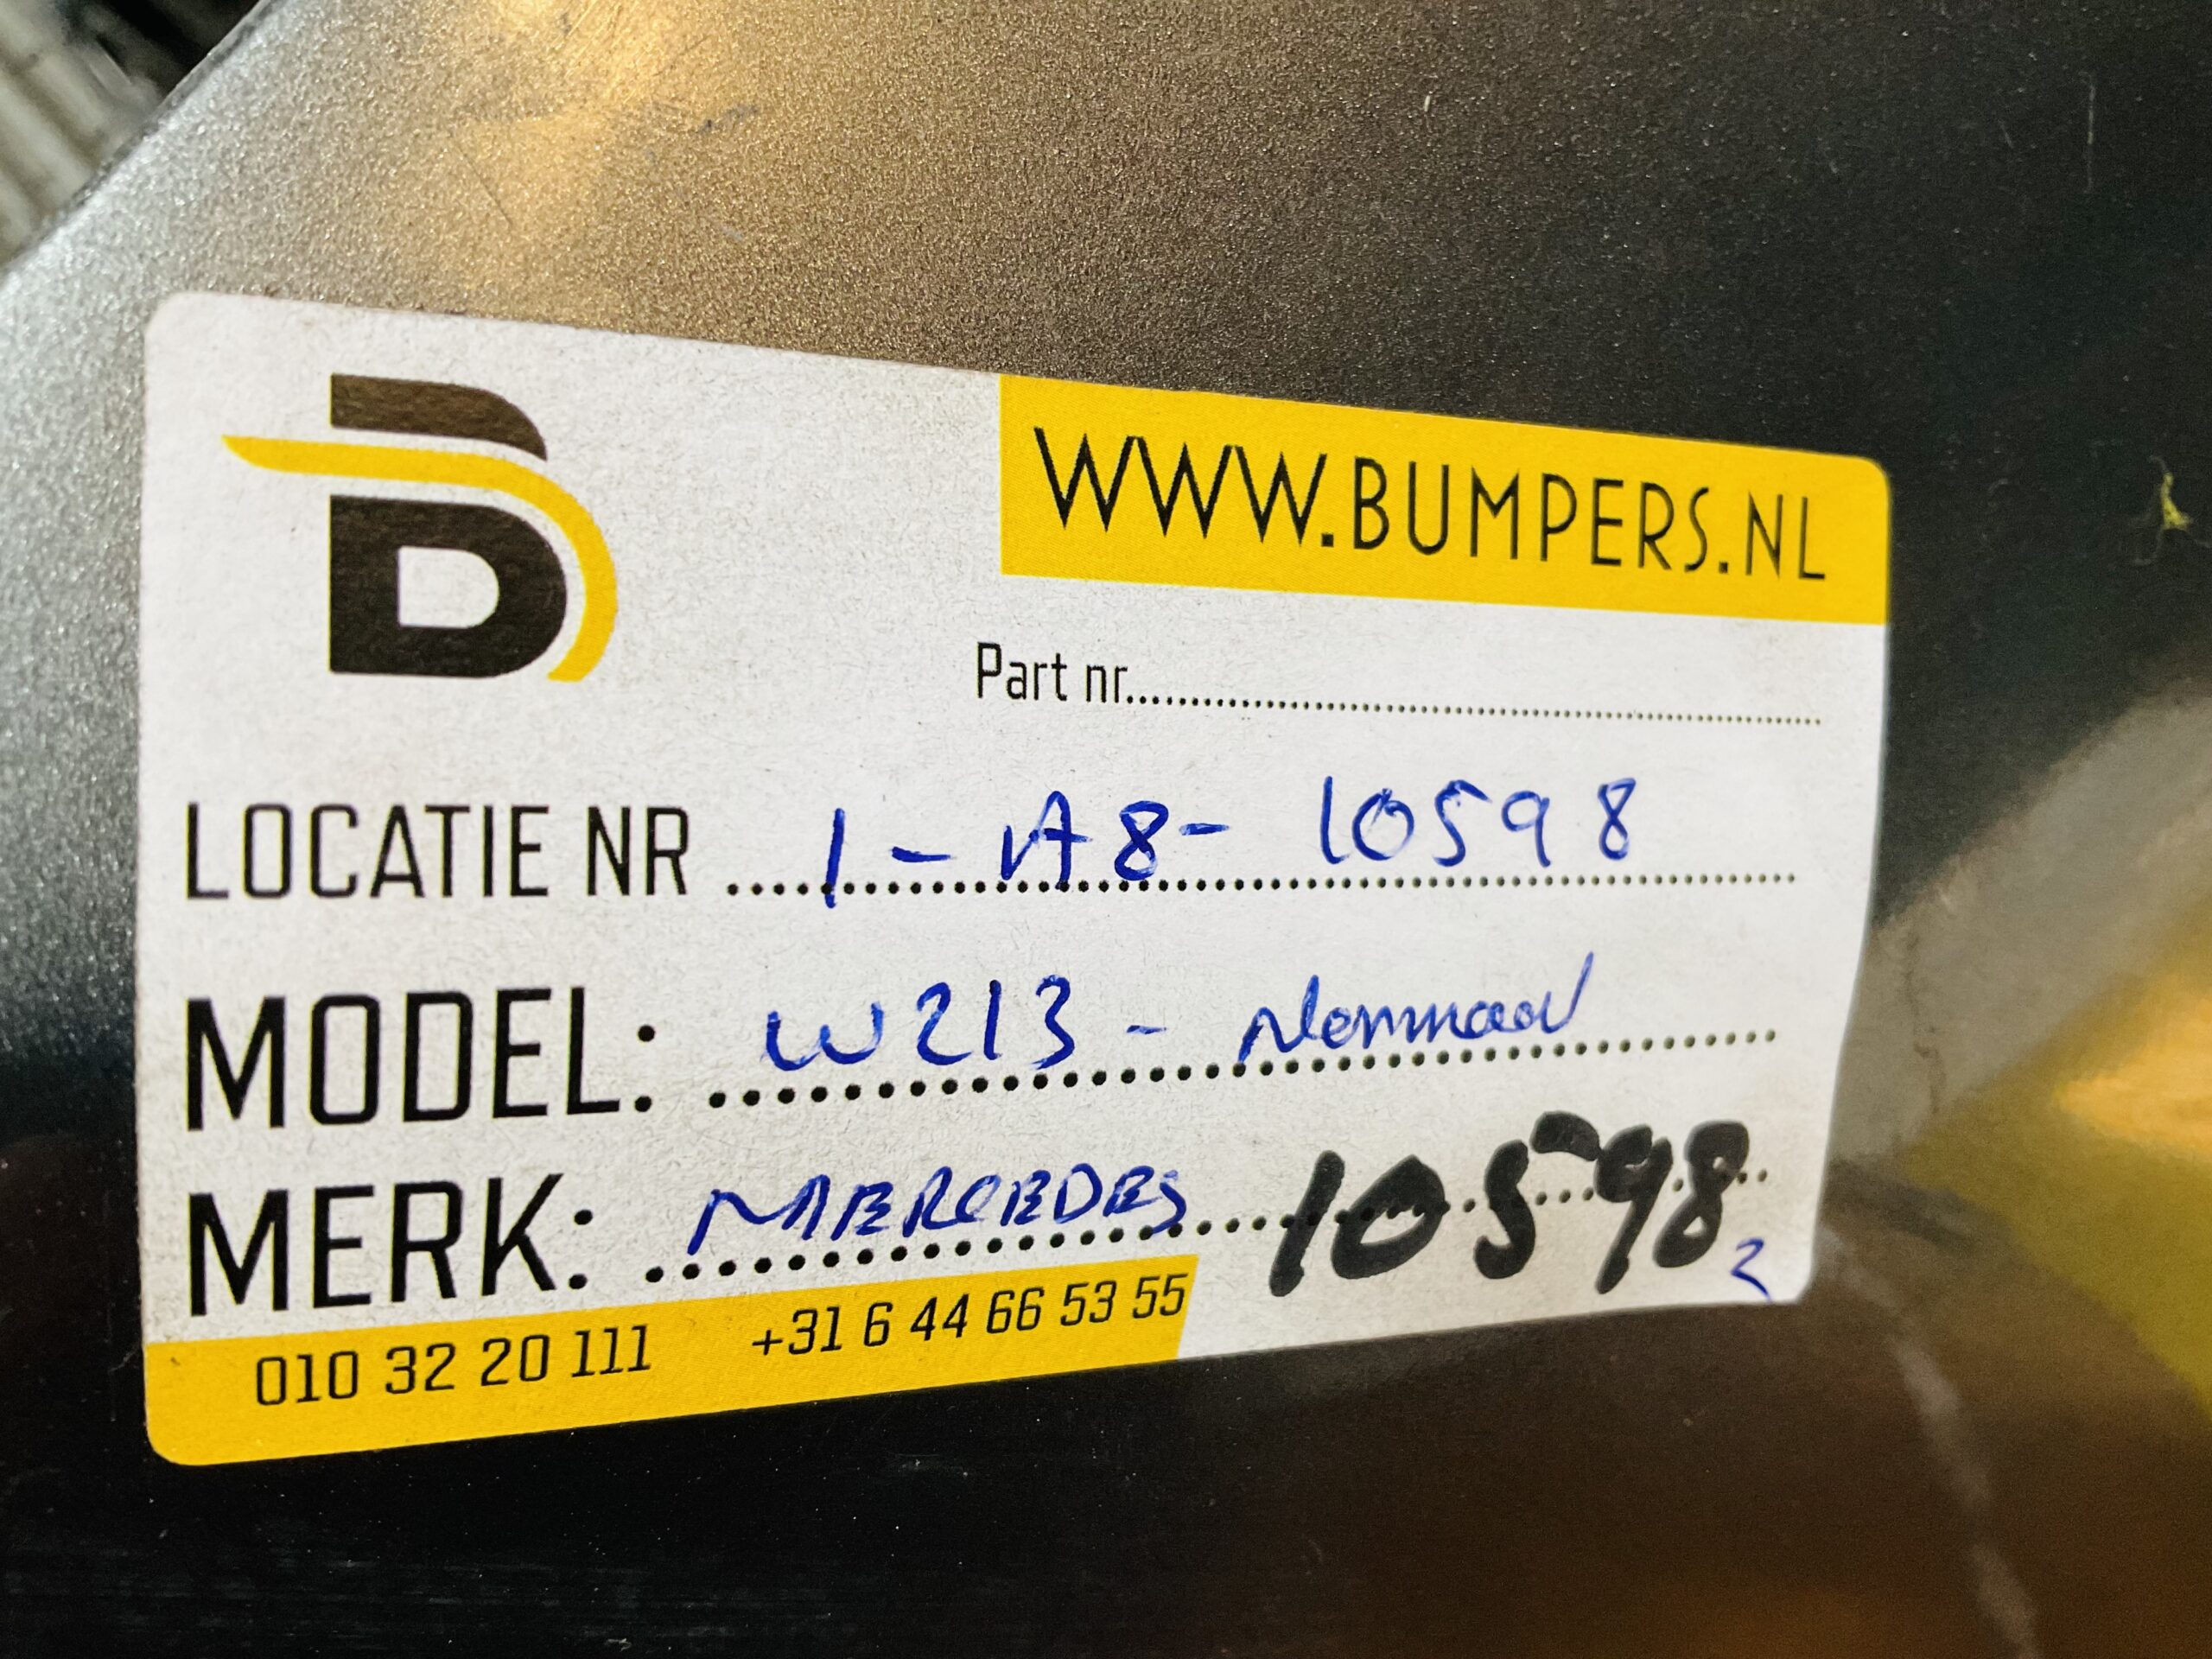 B
WWW.BUMPERS.NL
Part nr..........
LOCATIE NR 1 - A8 - 10598
MODEL: W213 - Normaal
MERK: MERCEDES 10598 2
010 32 20 111 +31 6 44 66 53 55